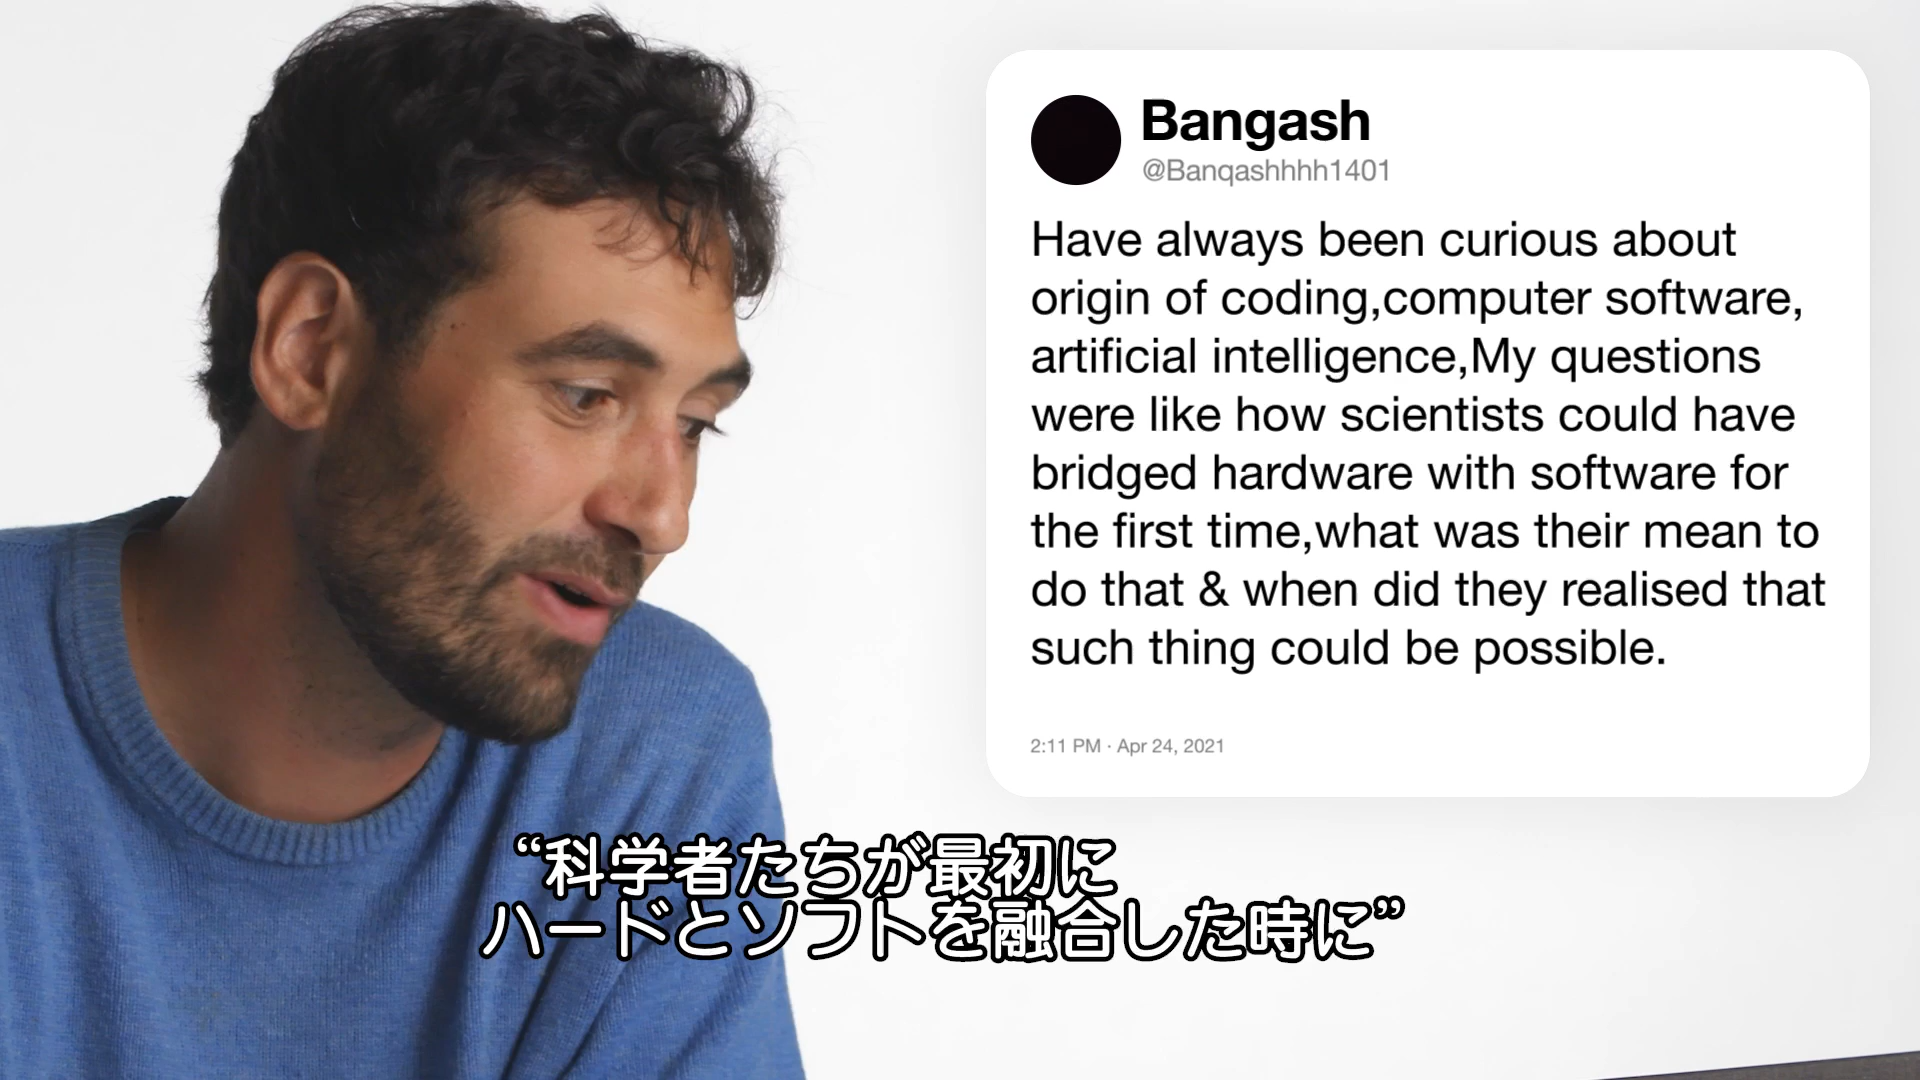 Bangash
@Banqashhhh1401
Have always been curious about
origin of coding,computer software,
artificial intelligence,My questions
were like how scientists could have
bridged hardware with software for
the first time,what was their mean to
do that & when did they realised that
such thing could be possible.
2:11 PM · Apr 24, 2021
“科学者たちが最初に
ハードとソフトを融合した時に”